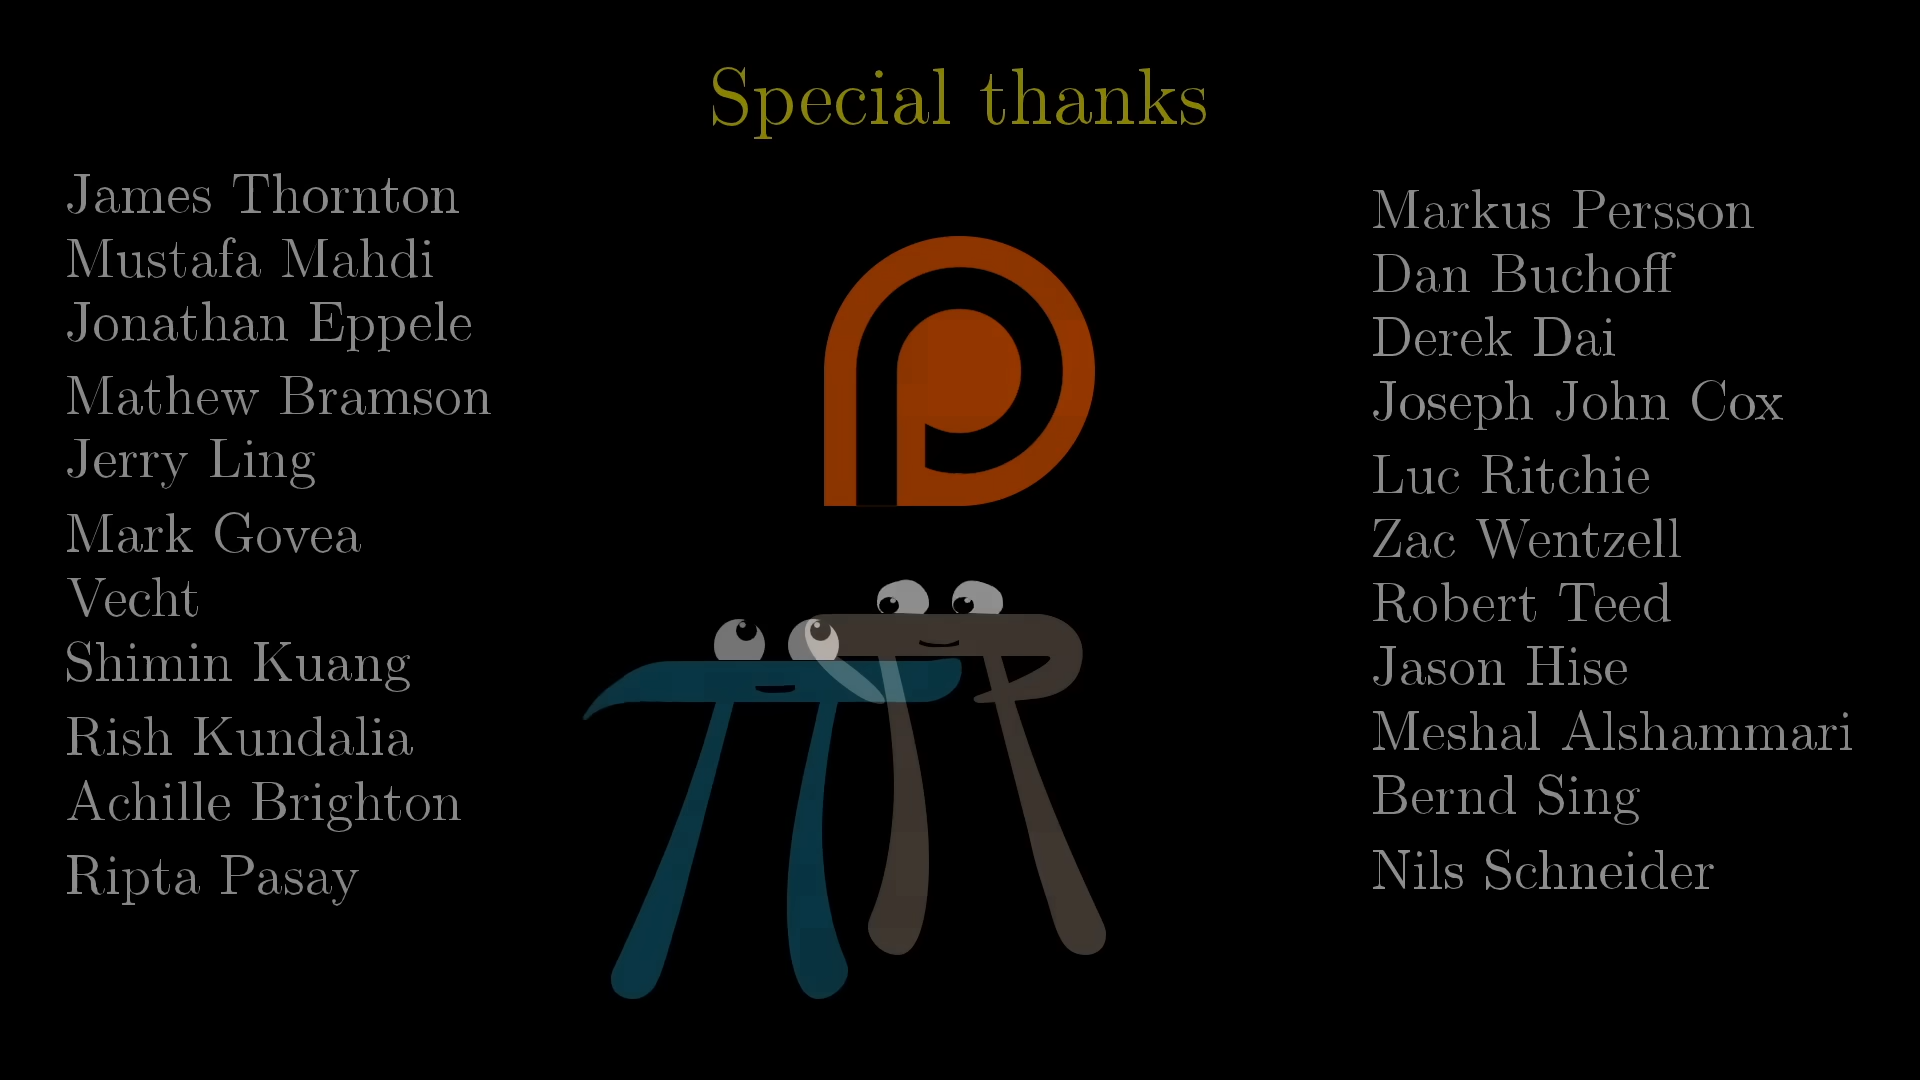 Special thanks
James Thornton
Mustafa Mahdi
Jonathan Eppele
Mathew Bramson
Jerry Ling
Mark Govea
Vecht
Shimin Kuang
Rish Kundalia
Achille Brighton
Ripta Pasay
Markus Persson
Dan Buchoff
Derek Dai
Joseph John Cox
Luc Ritchie
Zac Wentzell
Robert Teed
Jason Hise
Meshal Alshammari
Bernd Sing
Nils Schneider